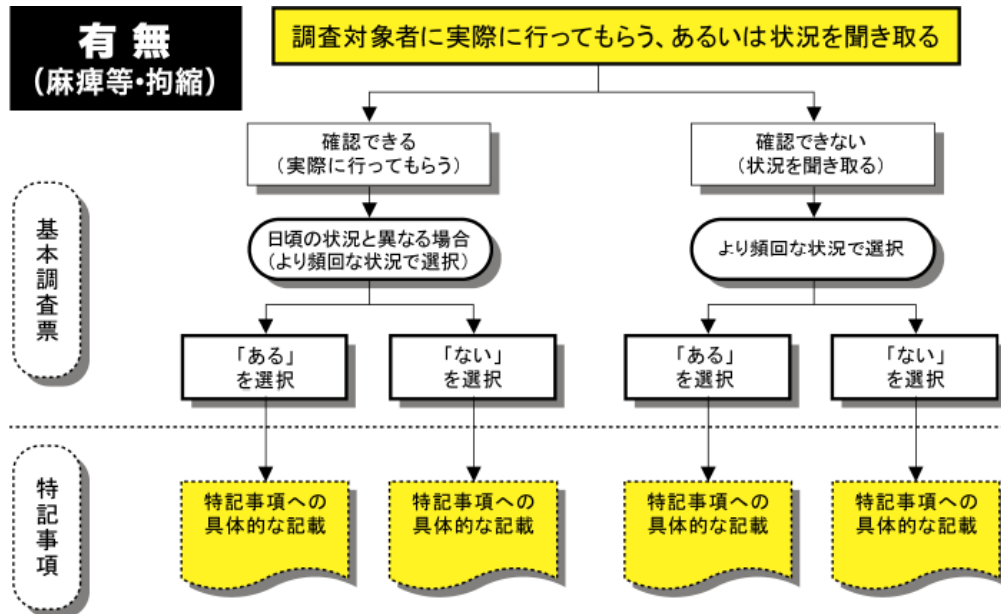 有無
（麻痺等・拘縮）
調査対象者に実際に行ってもらう、あるいは状況を聞き取る
確認できる
（実際に行ってもらう）
確認できない
（状況を聞き取る）
基本調査票
日頃の状況と異なる場合
（より頻回な状況で選択）
より頻回な状況で選択
「ある」
を選択
「ない」
を選択
「ある」
を選択
「ない」
を選択
特記事項
特記事項への
具体的な記載
特記事項への
具体的な記載
特記事項への
具体的な記載
特記事項への
具体的な記載